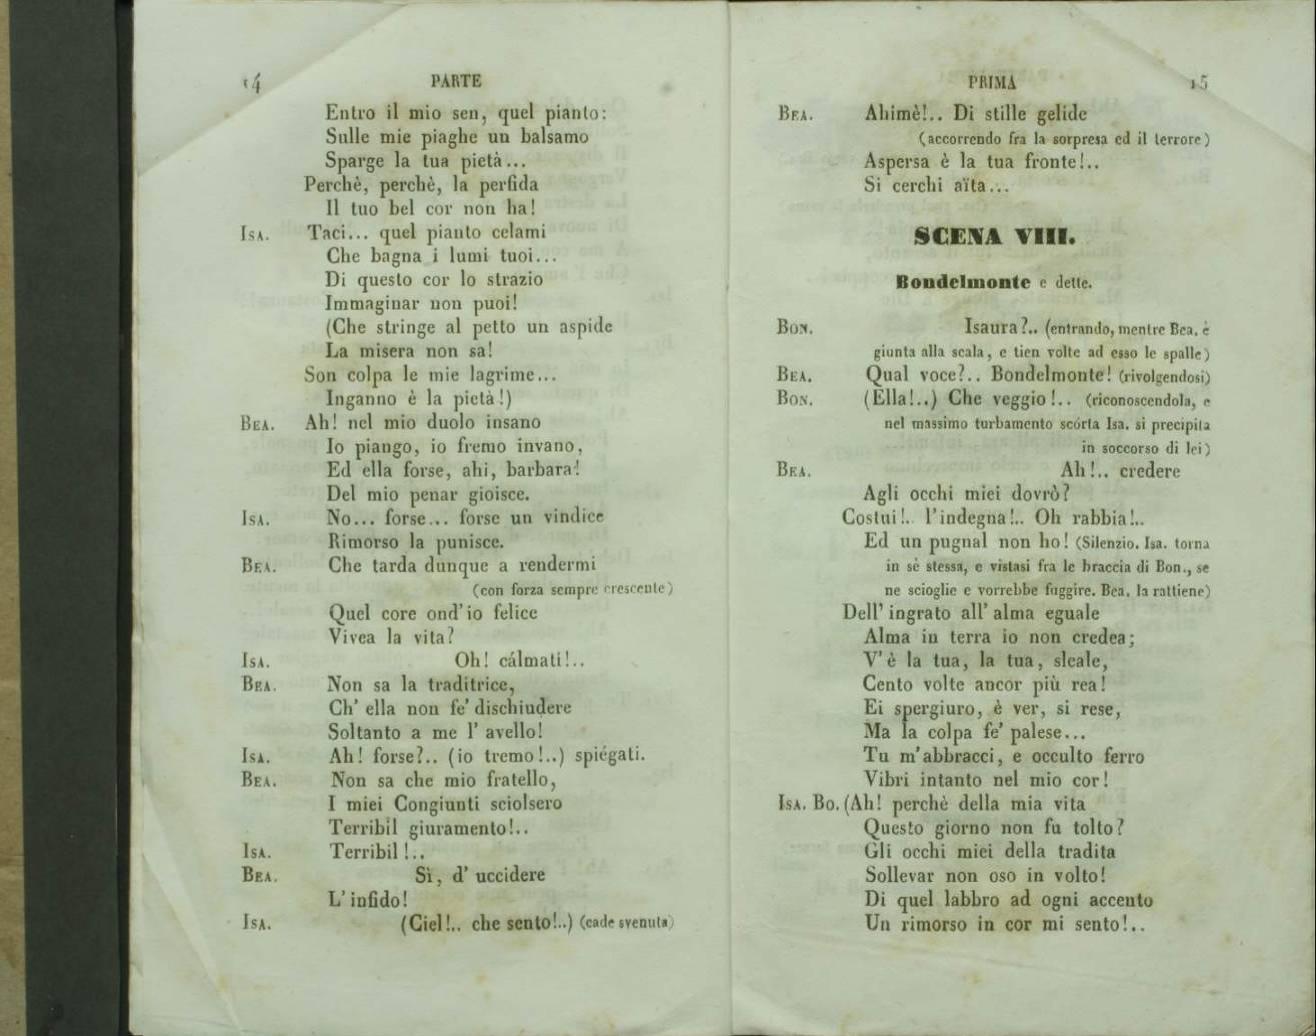 14 PARTE
Entro il mio sen, quel pianto:
Sulle mie piaghe un balsamo
Sparge la tua pietà...
Perchè, perchè, la perfida
Il tuo bel cor non ha!
ISA. Taci... quel pianto celami
Che bagna i lumi tuoi...
Di questo cor lo strazio
Immaginar non puoi!
(Che stringe al petto un aspide
La misera non sa!
Son colpa le mie lagrime...
Inganno è la pietà!)
BEA. Ah! nel mio duolo insano
Io piango, io fremo invano,
Ed ella forse, ahi, barbara!
Del mio penar gioisce.
ISA. No... forse... forse un vindice
Rimorso la punisce.
BEA. Che tarda dunque a rendermi
(con forza sempre crescente)
Quel core ond' io felice
Vivea la vita?
ISA. Oh! cálmati!..
BEA. Non sa la traditrice,
Ch' ella non fe' dischiudere
Soltanto a me l' avello!
ISA. Ah! forse?.. (io tremo!..) spiégati.
BEA. Non sa che mio fratello,
I miei Congiunti sciolsero
Terribil giuramento!..
ISA. Terribil!..
BEA. Sì, d' uccidere
L' infido!
ISA. (Ciel!.. che sento!..) (cade svenuta)
PRIMA 15
BEA. Ahimè!.. Di stille gelide
(accorrendo fra la sorpresa ed il terrore)
Aspersa è la tua fronte!..
Si cerchi aïta...
SCENA VIII.
Bondelmonte e dette.
BON. Isaura?.. (entrando, mentre Bea. è
giunta alla scala, e tien volte ad esso le spalle)
BEA. Qual voce?.. Bondelmonte! (rivolgendosi)
BON. (Ella!..) Che veggio!.. (riconoscendola, e
nel massimo turbamento scórta Isa. si precipita
in soccorso di lei)
BEA. Ah!.. credere
Agli occhi miei dovrò?
Costui!.. l'indegna!.. Oh rabbia!..
Ed un pugnal non ho! (Silenzio. Isa. torna
in sè stessa, e vistasi fra le braccia di Bon., se
ne scioglie e vorrebbe fuggire. Bea. la rattiene)
Dell' ingrato all' alma eguale
Alma in terra io non credea;
V' è la tua, la tua, sleale,
Cento volte ancor più rea!
Ei spergiuro, è ver, si rese,
Ma la colpa fe' palese...
Tu m'abbracci, e occulto ferro
Vibri intanto nel mio cor!
ISA. BO. (Ah! perchè della mia vita
Questo giorno non fu tolto?
Gli occhi miei della tradita
Sollevar non oso in volto!
Di quel labbro ad ogni accento
Un rimorso in cor mi sento!..